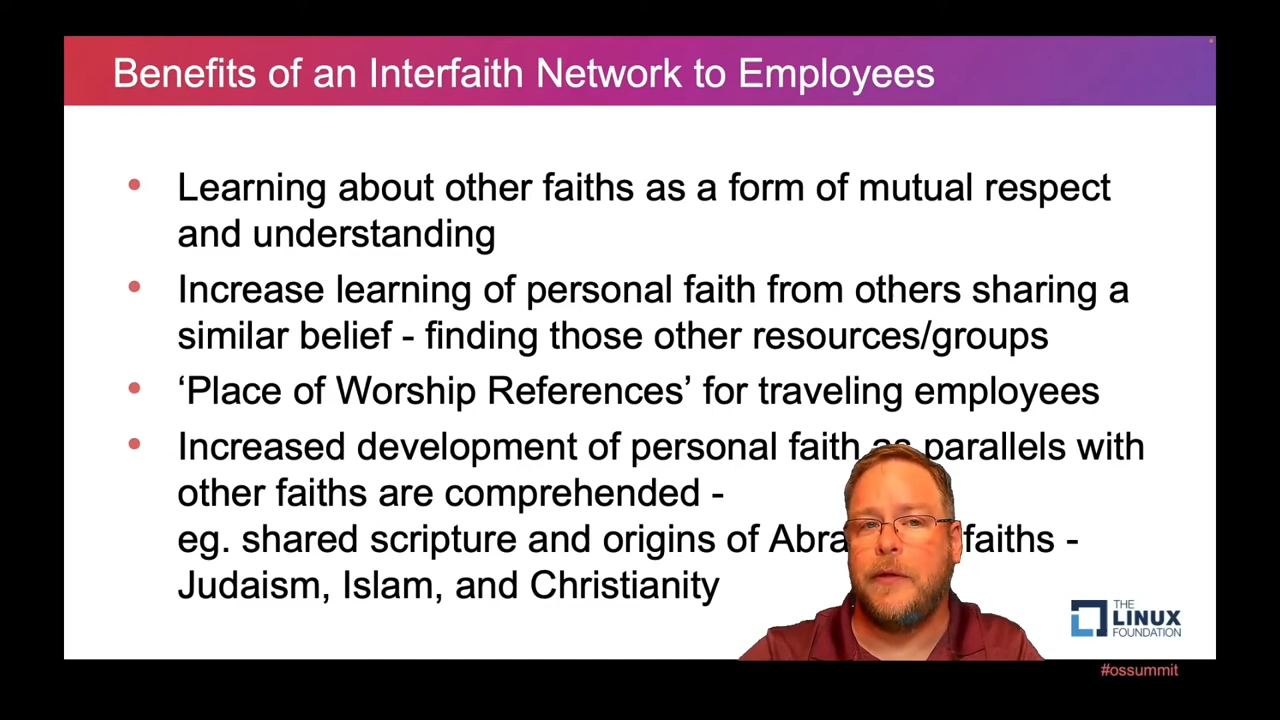 Benefits of an Interfaith Network to Employees
• Learning about other faiths as a form of mutual respect
and understanding
• Increase learning of personal faith from others sharing a
similar belief - finding those other resources/groups
• ‘Place of Worship References’ for traveling employees
• Increased development of personal faith as parallels with
other faiths are comprehended -
eg. shared scripture and origins of faiths -
Judaism, Islam, and Christianity
THE
LINUX
FOUNDATION
#ossummit